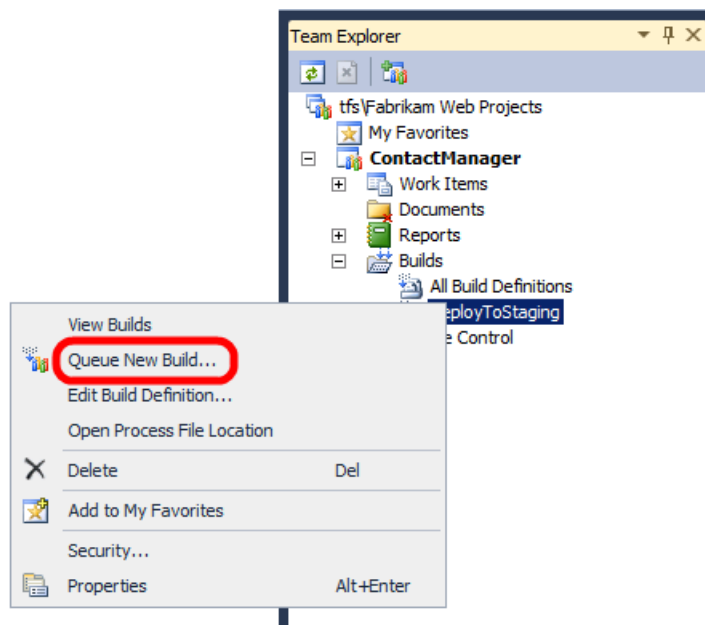 Team Explorer
tfs\Fabrikam Web Projects
My Favorites
ContactManager
Work Items
Documents
Reports
Builds
All Build Definitions
eployToStaging
e Control
View Builds
Queue New Build...
Edit Build Definition...
Open Process File Location
Delete Del
Add to My Favorites
Security...
Properties Alt+Enter